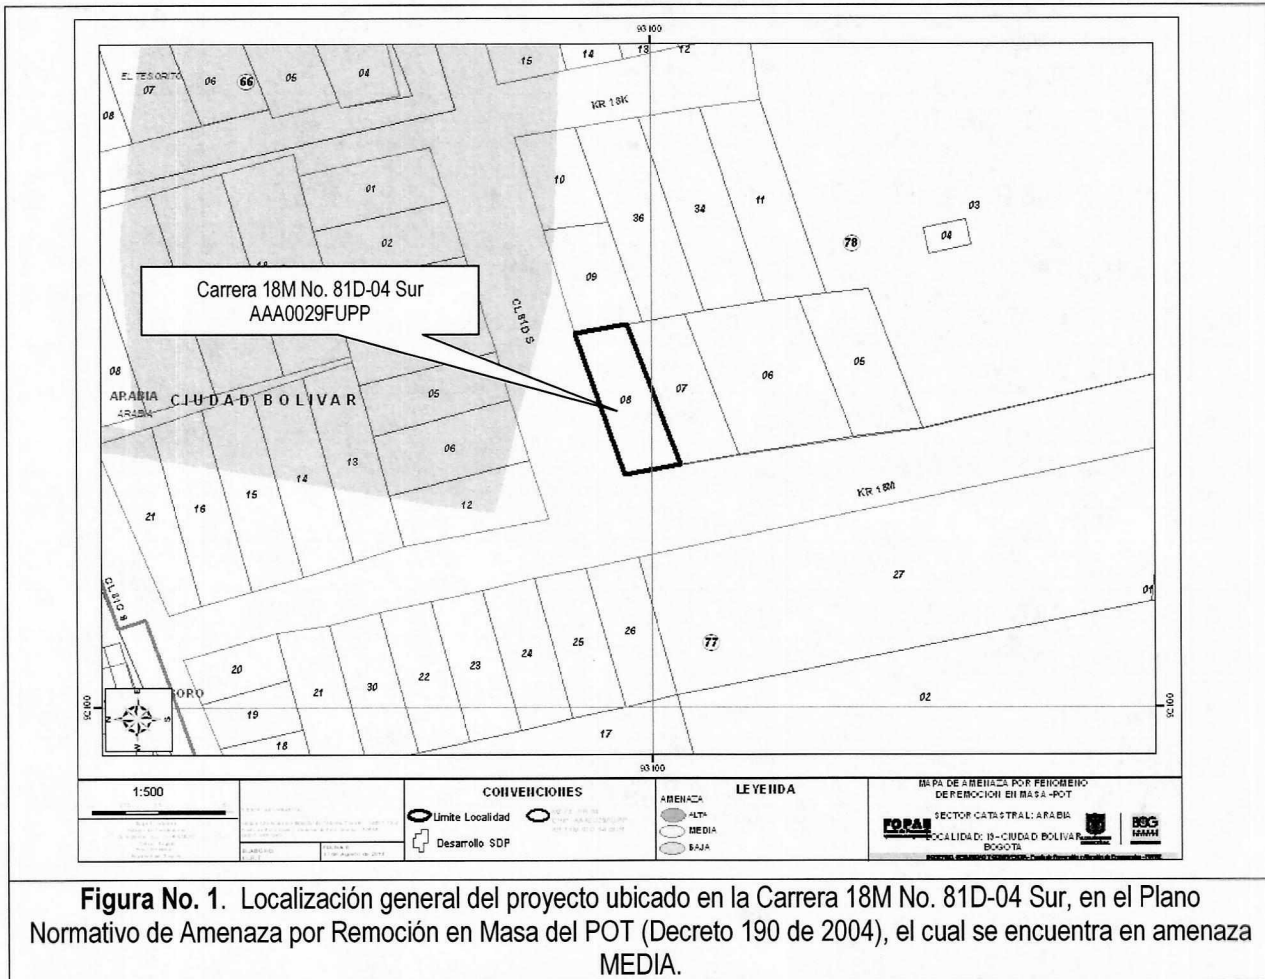 93100
EL TESORITO
07
06
66
05
04
08
15
14
13
12
KR 18K
01
02
10
36
34
11
03
04
78
09
Carrera 18M No. 81D-04 Sur
AAA0029FUPP
CL 81D S
08
ARABIA
ARABIA
CIUDAD BOLIVAR
05
06
12
08
07
06
05
13
14
15
16
21
KR 18M
CL 81G S
27
01
20
19
18
21
30
22
23
24
25
26
77
17
02
ORO
92100
92100
N
S
W
93100
1:500
CONVENCIONES
Limite Localidad
Desarrollo SDP
LEYENDA
AMENAZA
ALTA
MEDIA
BAJA
MAPA DE AMENAZA POR FENOMENO
DE REMOCION EN MASA -POT
SECTOR CATASTRAL: ARABIA
LOCALIDAD: 19-CIUDAD BOLIVAR
BOGOTA
FOPAE
BOG
Figura No. 1. Localización general del proyecto ubicado en la Carrera 18M No. 81D-04 Sur, en el Plano
Normativo de Amenaza por Remoción en Masa del POT (Decreto 190 de 2004), el cual se encuentra en amenaza
MEDIA.